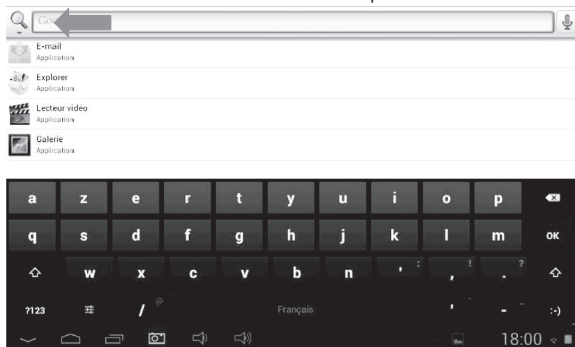 E-mail
Application
Explorer
Application
Lecteur vidéo
Application
Galerie
Application
a z e r t y u i o p
q s d f g h j k l m OK
w x c v b n ' : , ! . ?
?123 / @ Français ' - :-)
18:00